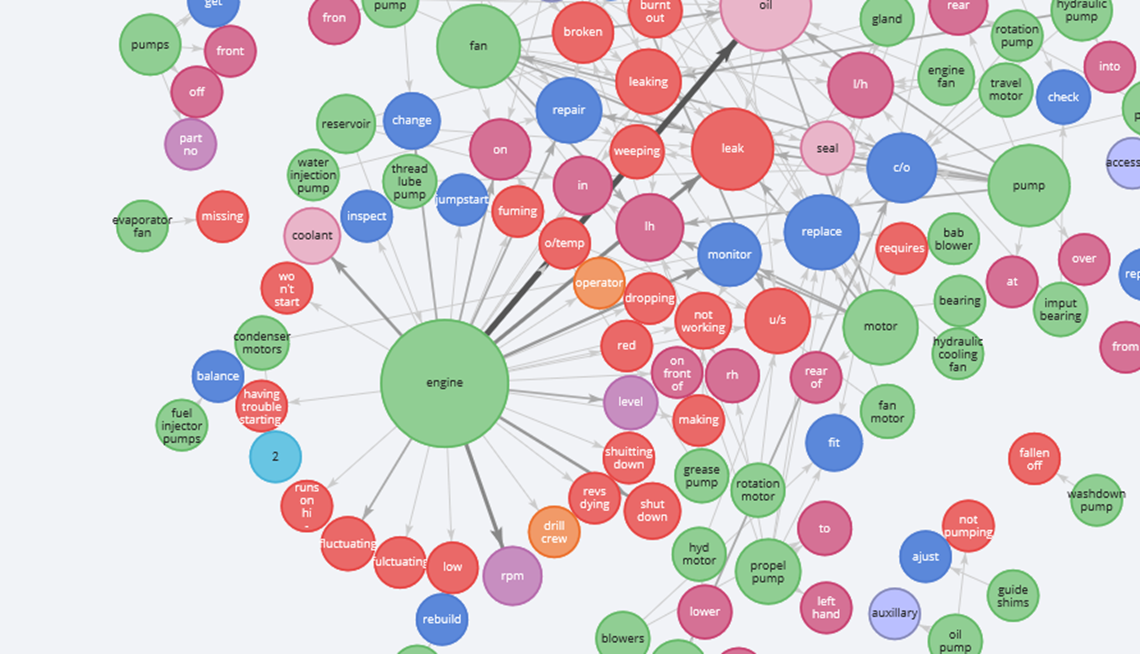 get
pump
fron
burnt
out
oil
rear
hydraulic
pump
pumps
front
fan
broken
gland
rotation
pump
into
off
leaking
l/h
engine
fan
travel
motor
check
part
no
reservoir
change
repair
on
weeping
leak
seal
c/o
access
water
injection
pump
thread
lube
pump
in
pump
jumpstart
evaporator
fan
missing
inspect
fuming
coolant
o/temp
lh
monitor
replace
requires
bab
blower
over
at
rep
wo
n't
start
operator
dropping
not
working
u/s
bearing
imput
bearing
motor
condenser
motors
red
hydraulic
cooling
fan
from
balance
engine
on
front
of
rh
rear
of
having
trouble
starting
level
making
fan
motor
fuel
injector
pumps
2
shuitting
down
fit
fallen
off
runs
on
hi
-
revs
dying
shut
down
grease
pump
rotation
motor
washdown
pump
fluctuating
fulctuating
low
rpm
drill
crew
hyd
motor
propel
pump
to
not
pumping
ajust
guide
shims
rebuild
lower
left
hand
auxillary
blowers
oil
pump